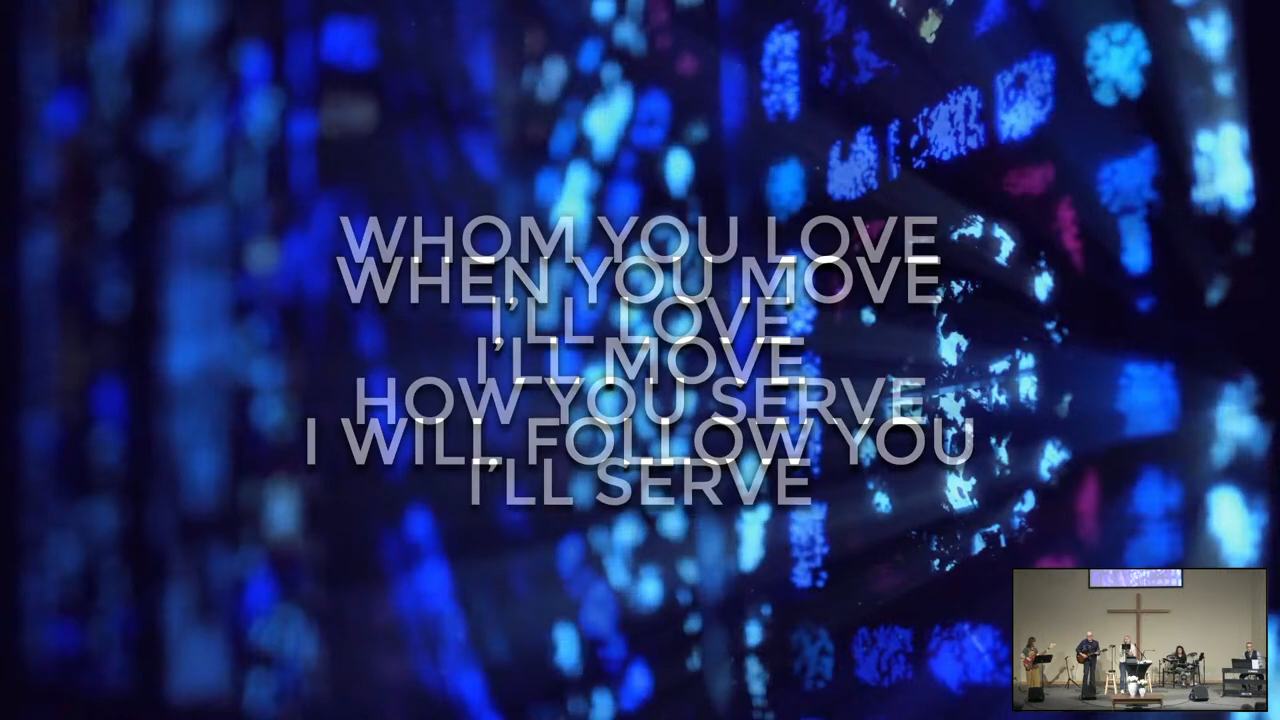 WHOM YOU LOVE
WHEN YOU MOVE
I'LL LOVE
I'LL MOVE
HOW YOU SERVE
I WILL FOLLOW YOU
I'LL SERVE